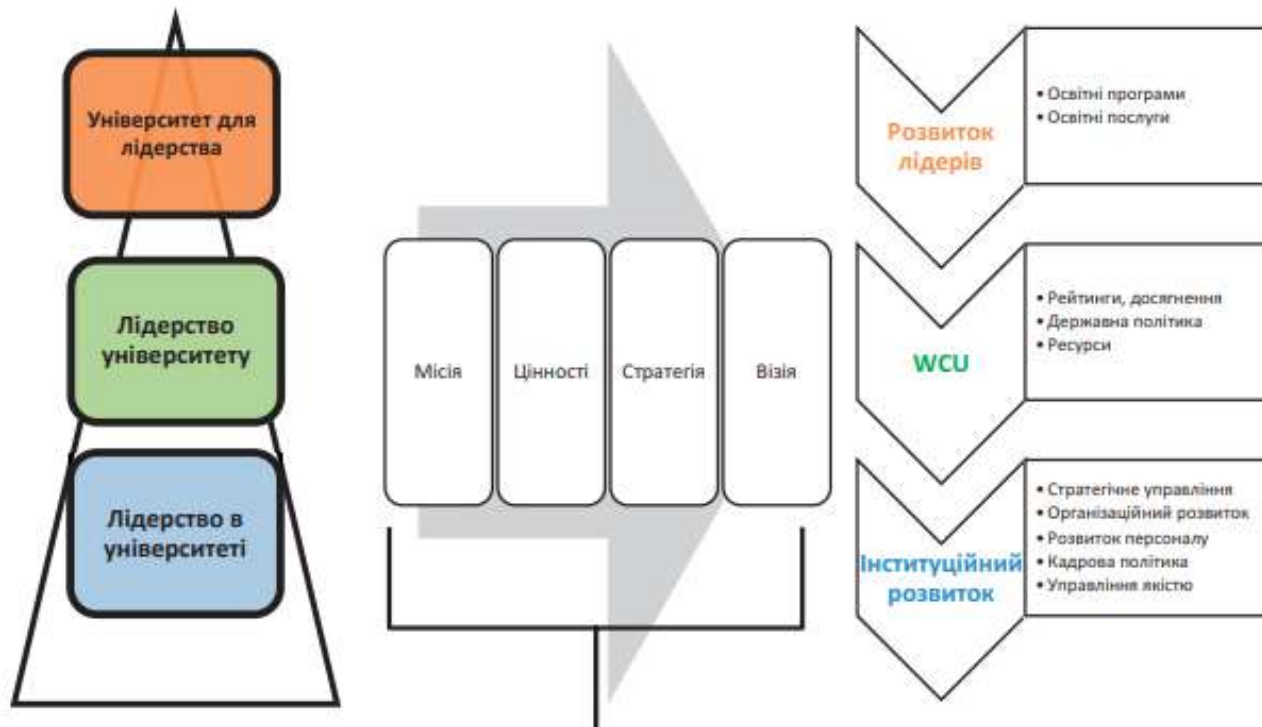 Університет для
лідерства
Лідерство
університету
Лідерство в
університеті
Місія
Цінності
Стратегія
Візія
Розвиток
лідерів
• Освітні програми
• Освітні послуги
WCU
• Рейтинги, досягнення
• Державна політика
• Ресурси
Інституційний
розвиток
• Стратегічне управління
• Організаційний розвиток
• Розвиток персоналу
• Кадрова політика
• Управління якістю